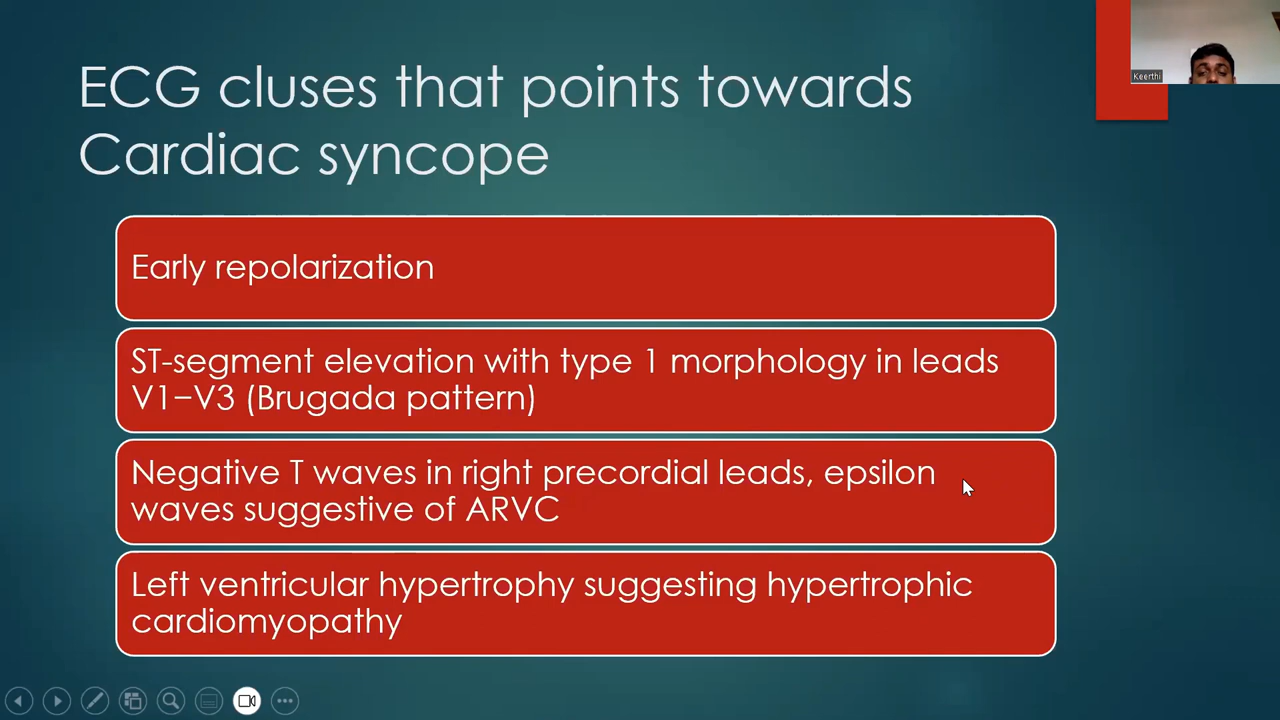 ECG cluses that points towards
Cardiac syncope
Keerthi
Early repolarization
ST-segment elevation with type 1 morphology in leads
V1−V3 (Brugada pattern)
Negative T waves in right precordial leads, epsilon
waves suggestive of ARVC
Left ventricular hypertrophy suggesting hypertrophic
cardiomyopathy